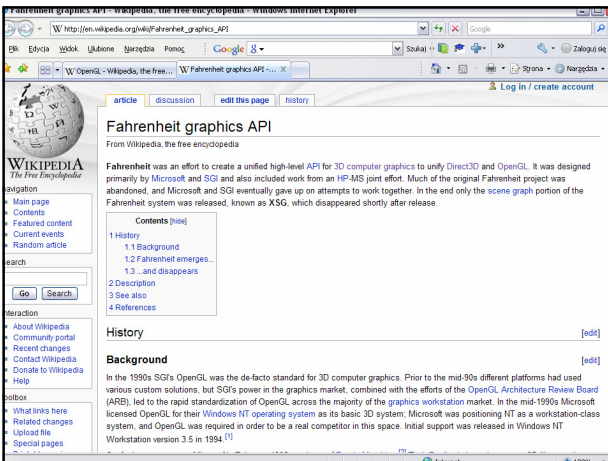 Fahrenheit graphics API - Wikipedia, the free encyclopedia - Windows Internet Explorer
W http://en.wikipedia.org/wiki/Fahrenheit_graphics_API
Google
Plik Edycja Widok Ulubione Narzędzia Pomoc
Google
Szukaj
Zaloguj się
OpenGL - Wikipedia, the free...
Fahrenheit graphics API -...
Strona
Narzędzia
Log in / create account
article
discussion
edit this page
history
Fahrenheit graphics API
From Wikipedia, the free encyclopedia
Fahrenheit was an effort to create a unified high-level API for 3D computer graphics to unify Direct3D and OpenGL. It was designed
primarily by Microsoft and SGI and also included work from an HP-MS joint effort. Much of the original Fahrenheit project was
abandoned, and Microsoft and SGI eventually gave up on attempts to work together. In the end only the scene graph portion of the
Fahrenheit system was released, known as XSG, which disappeared shortly after release.
WIKIPEDIA
The Free Encyclopedia
navigation
Main page
Contents
Featured content
Current events
Random article
search
Go
Search
interaction
About Wikipedia
Community portal
Recent changes
Contact Wikipedia
Donate to Wikipedia
Help
toolbox
What links here
Related changes
Upload file
Special pages
Contents [hide]
1 History
1.1 Background
1.2 Fahrenheit emerges...
1.3 ...and disappears
2 Description
3 See also
4 References
History
[edit]
Background
[edit]
In the 1990s SGI's OpenGL was the de-facto standard for 3D computer graphics. Prior to the mid-90s different platforms had used
various custom solutions, but SGI's power in the graphics market, combined with the efforts of the OpenGL Architecture Review Board
(ARB), led to the rapid standardization of OpenGL across the majority of the graphics workstation market. In the mid-1990s Microsoft
licensed OpenGL for their Windows NT operating system as its basic 3D system; Microsoft was positioning NT as a workstation-class
system, and OpenGL was required in order to be a real competitor in this space. Initial support was released in Windows NT
Workstation version 3.5 in 1994.[1]